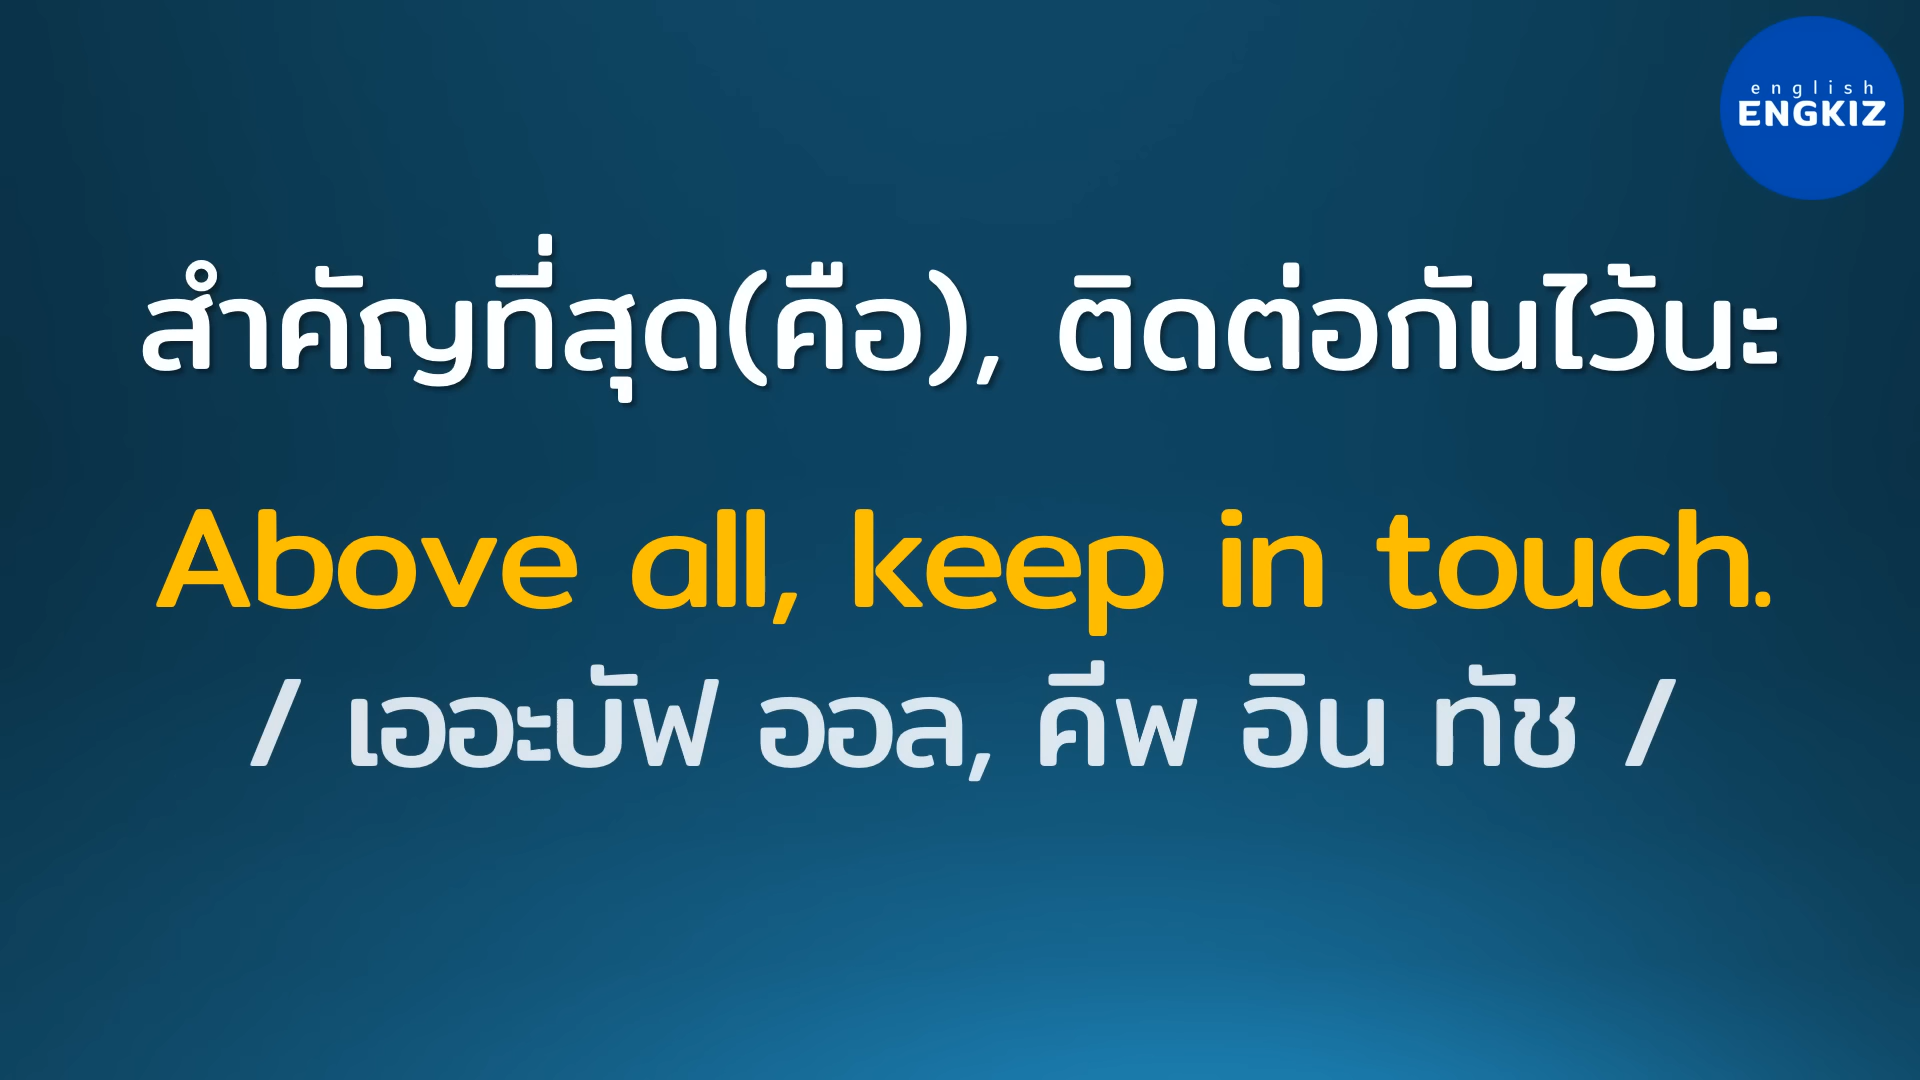 english
ENGKIZ
สำคัญที่สุด(คือ), ติดต่อกันไว้นะ
Above all, keep in touch.
/ เออะบัฟ ออล, คีพ อิน ทัช /